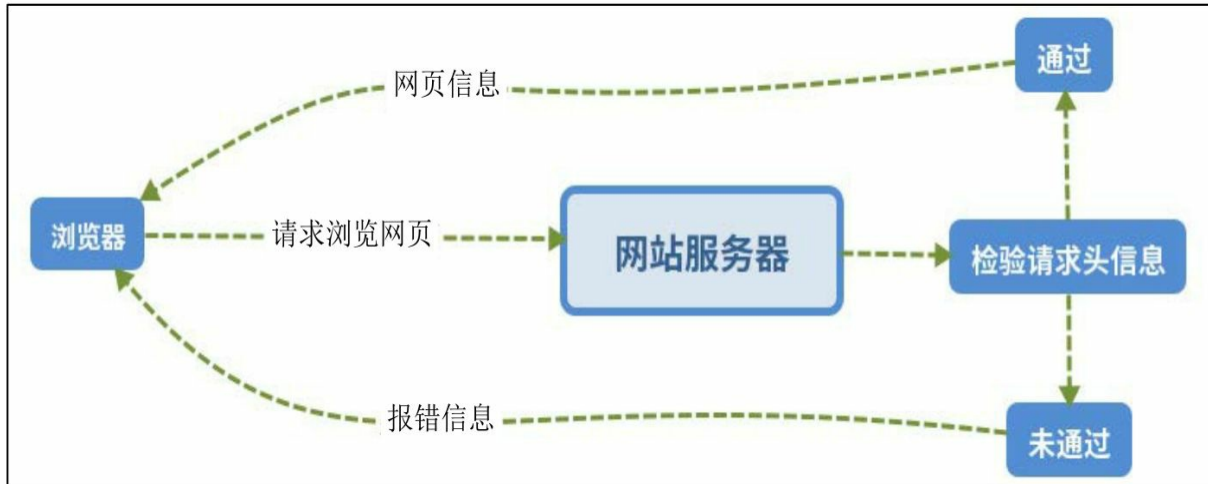 通过
网页信息
浏览器
请求浏览网页
网站服务器
检验请求头信息
报错信息
未通过